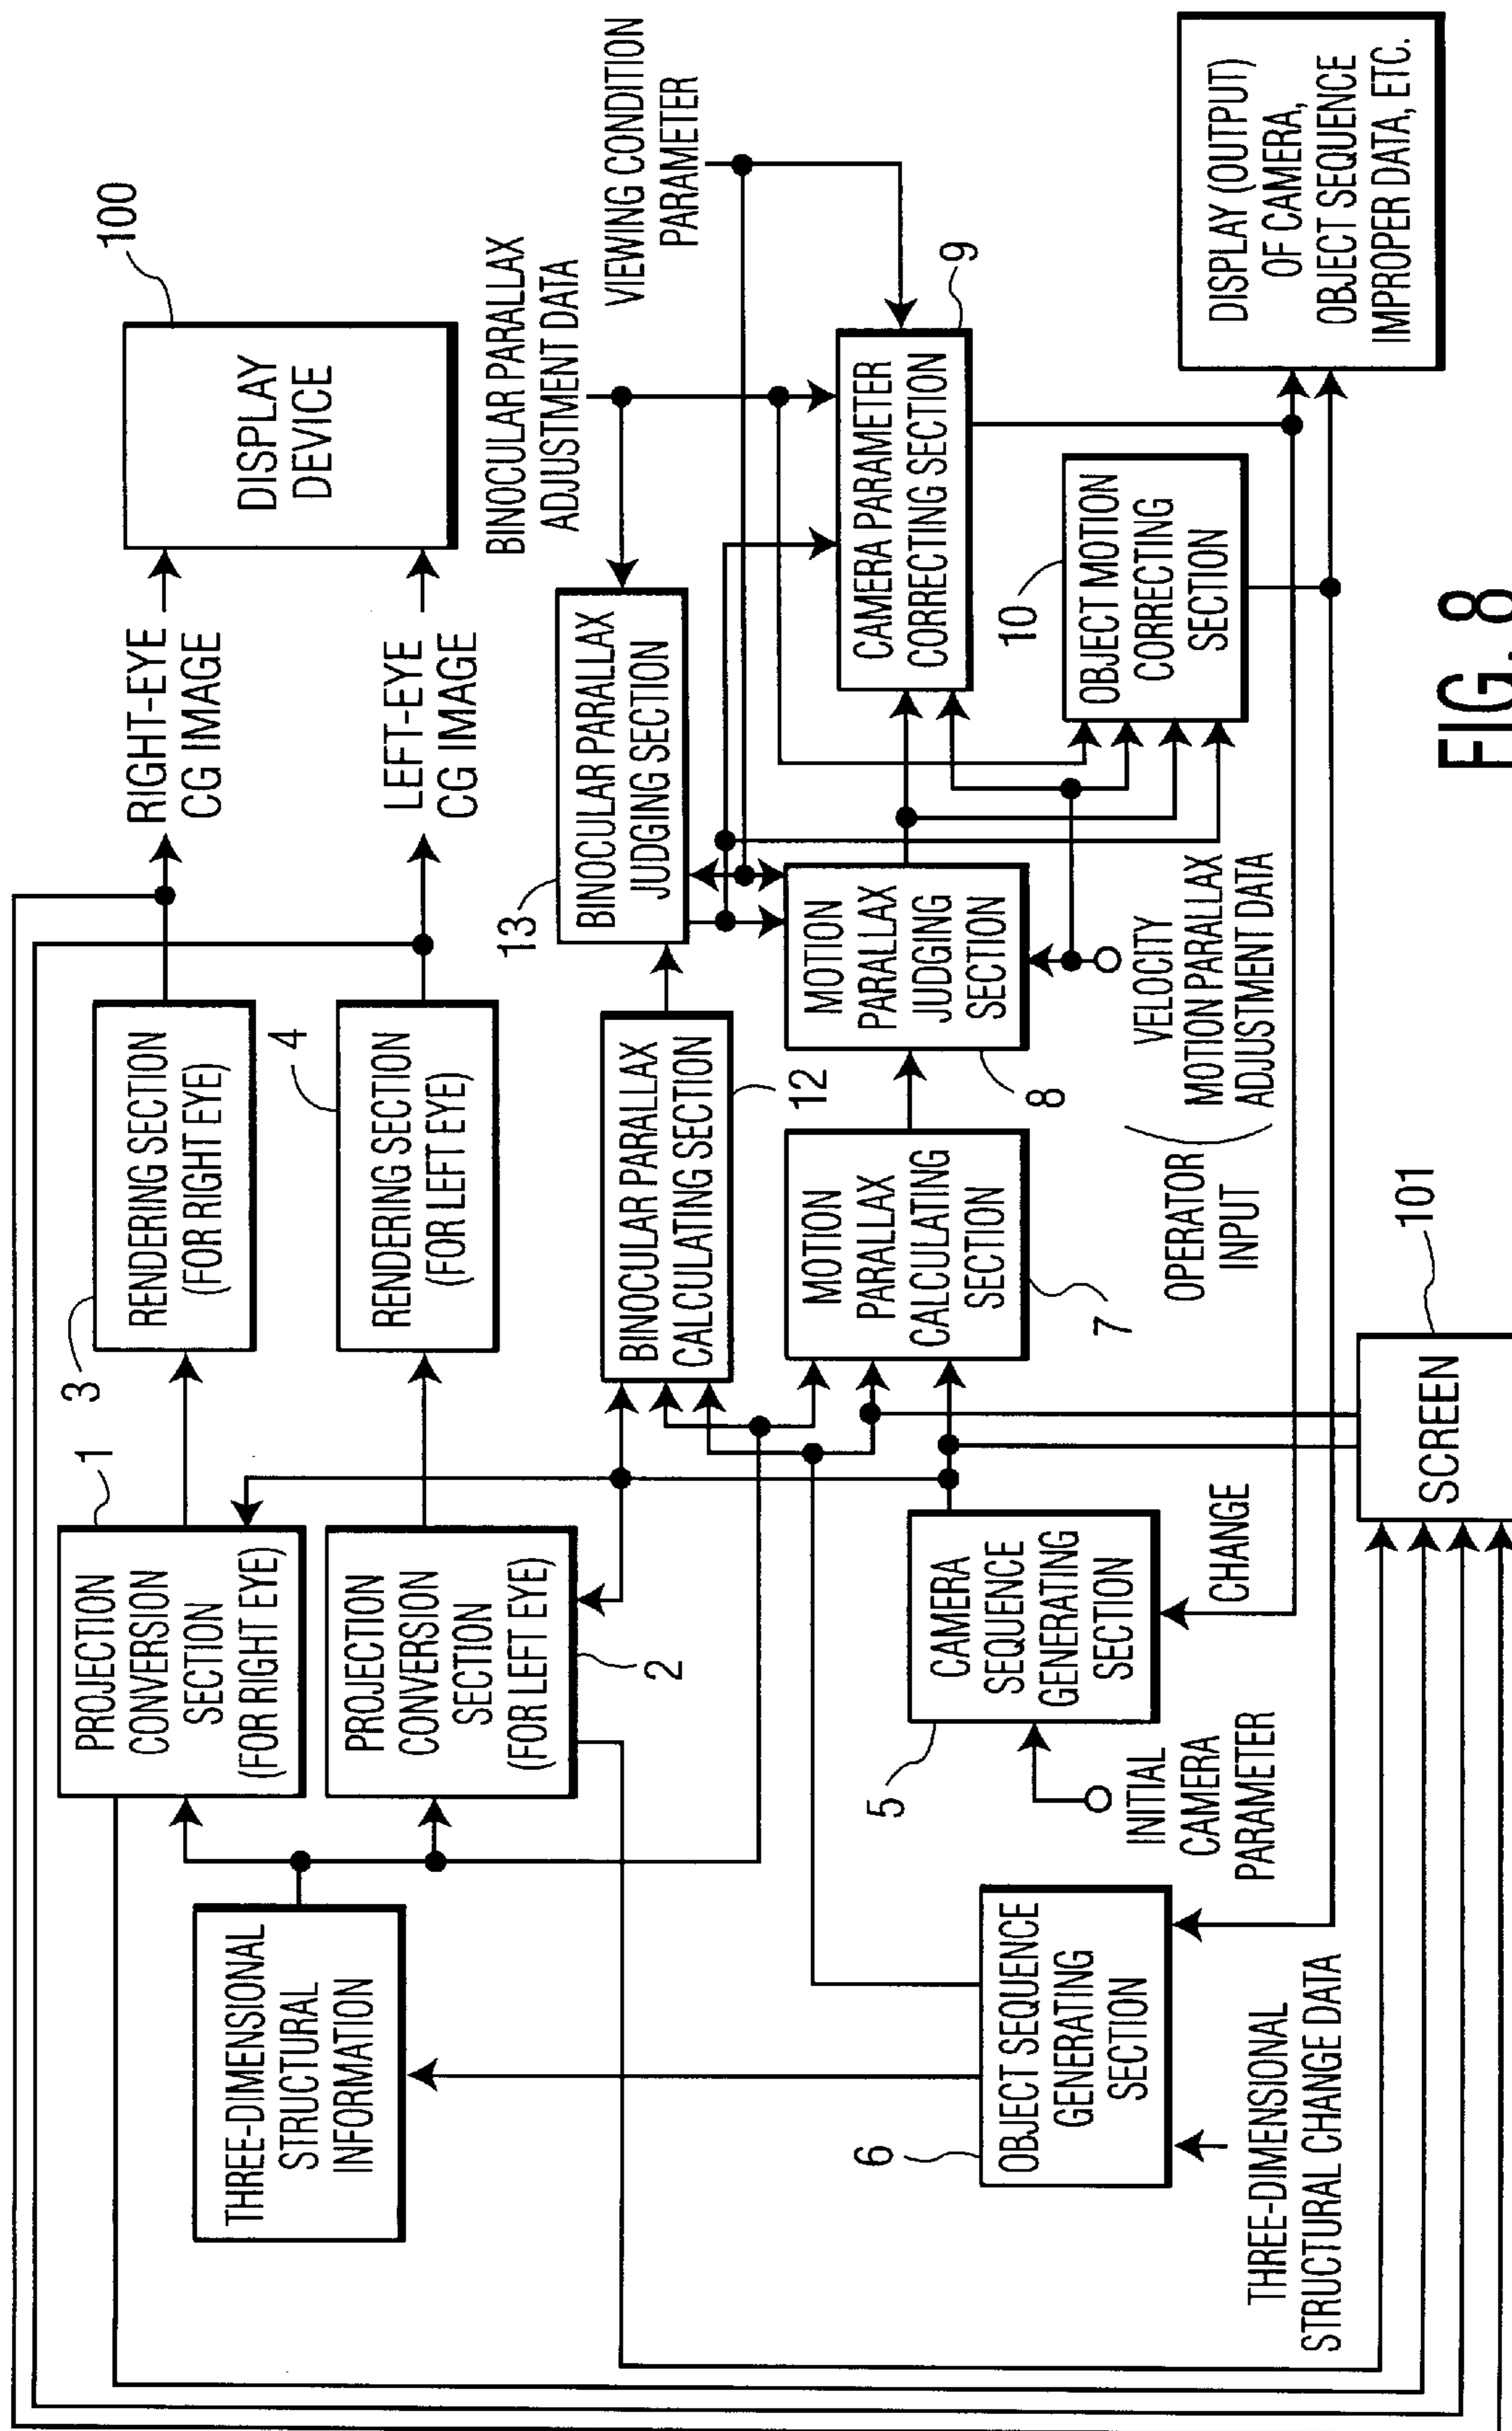 THREE-DIMENSIONAL
STRUCTURAL
INFORMATION
PROJECTION
CONVERSION
SECTION
(FOR RIGHT EYE)
1
RENDERING SECTION
(FOR RIGHT EYE)
3
RIGHT-EYE
CG IMAGE
DISPLAY
DEVICE
100
PROJECTION
CONVERSION
SECTION
(FOR LEFT EYE)
2
RENDERING SECTION
(FOR LEFT EYE)
4
LEFT-EYE
CG IMAGE
BINOCULAR PARALLAX
ADJUSTMENT DATA
VIEWING CONDITION
PARAMETER
BINOCULAR PARALLAX
CALCULATING SECTION
12
BINOCULAR PARALLAX
JUDGING SECTION
13
MOTION
PARALLAX
CALCULATING
SECTION
7
MOTION
PARALLAX
JUDGING
SECTION
8
CAMERA PARAMETER
CORRECTING SECTION
9
OBJECT MOTION
CORRECTING
SECTION
10
OBJECT SEQUENCE
GENERATING
SECTION
6
CAMERA
SEQUENCE
GENERATING
SECTION
5
INITIAL
CAMERA
PARAMETER
CHANGE
OPERATOR
INPUT
VELOCITY
MOTION PARALLAX
ADJUSTMENT DATA
DISPLAY (OUTPUT)
OF CAMERA,
OBJECT SEQUENCE
IMPROPER DATA, ETC.
THREE-DIMENSIONAL
STRUCTURAL CHANGE DATA
SCREEN
101
FIG. 8